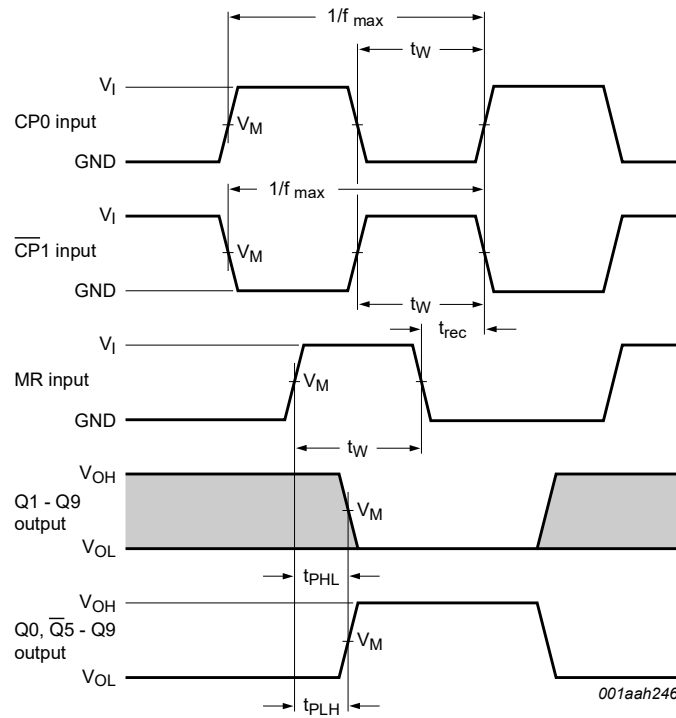 1/f max
tW
VI
CP0 input
VM
GND
1/f max
VI
CP1 input
VM
GND
tW
trec
VI
MR input
VM
GND
tW
VOH
Q1 - Q9
output
VM
VOL
tPHL
VOH
Q0, Q5 - Q9
output
VM
VOL
tPLH
001aah246